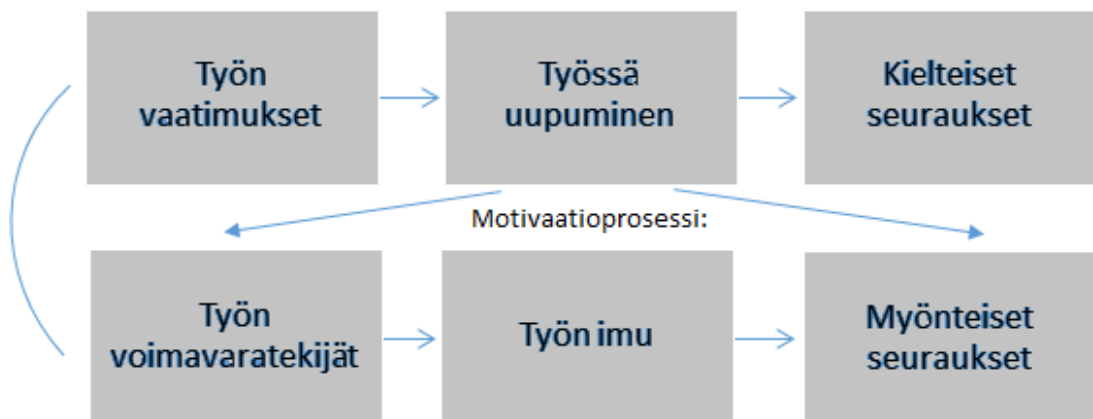 Työn
vaatimukset
Työssä
uupuminen
Kielteiset
seuraukset
Motivaatioprosessi:
Työn
voimavaratekijät
Työn imu
Myönteiset
seuraukset